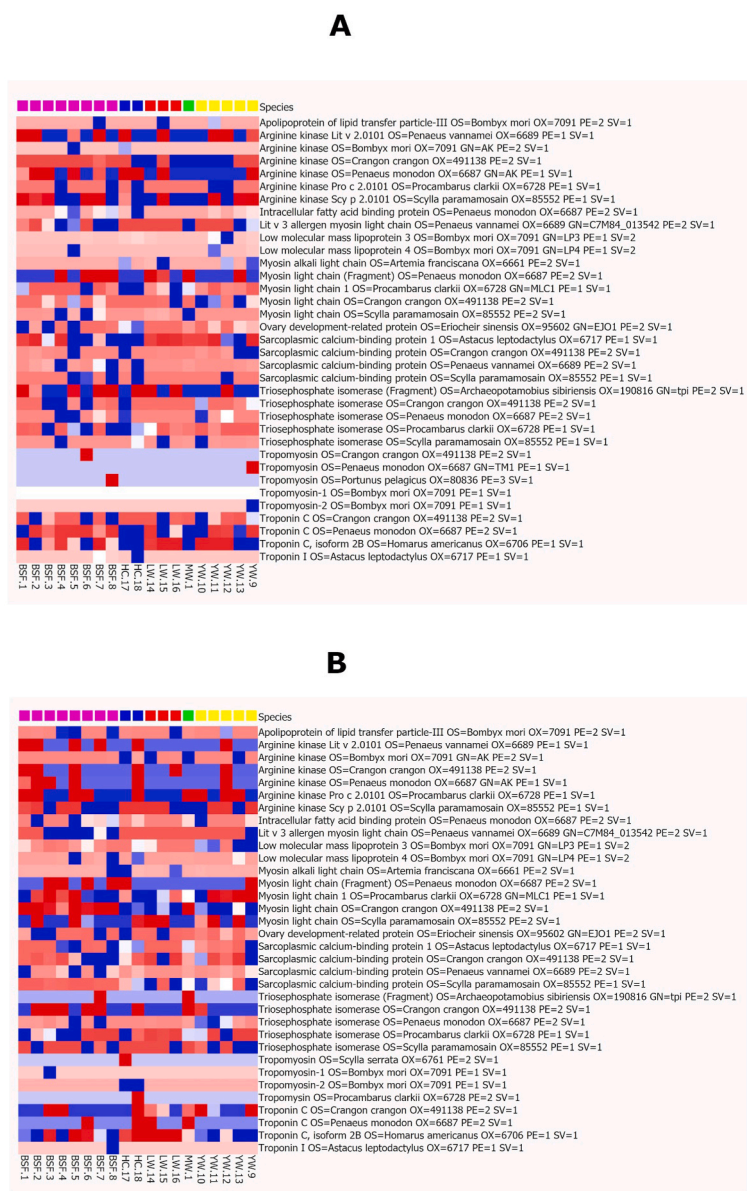 A
Species
Apolipoprotein of lipid transfer particle-III OS=Bombyx mori OX=7091 PE=2 SV=1
Arginine kinase Lit v 2.0101 OS=Penaeus vannamei OX=6689 PE=1 SV=1
Arginine kinase OS=Bombyx mori OX=7091 GN=AK PE=2 SV=1
Arginine kinase OS=Crangon crangon OX=491138 PE=2 SV=1
Arginine kinase OS=Penaeus monodon OX=6687 GN=AK PE=1 SV=1
Arginine kinase Pro c 2.0101 OS=Procambarus clarkii OX=6728 PE=1 SV=1
Arginine kinase Scy p 2.0101 OS=Scylla paramamosain OX=85552 PE=1 SV=1
Intracellular fatty acid binding protein OS=Penaeus monodon OX=6687 PE=2 SV=1
Lit v 3 allergen myosin light chain OS=Penaeus vannamei OX=6689 GN=C7M84_013542 PE=2 SV=1
Low molecular mass lipoprotein 3 OS=Bombyx mori OX=7091 GN=LP3 PE=1 SV=2
Low molecular mass lipoprotein 4 OS=Bombyx mori OX=7091 GN=LP4 PE=1 SV=2
Myosin alkali light chain OS=Artemia franciscana OX=6661 PE=2 SV=1
Myosin light chain (Fragment) OS=Penaeus monodon OX=6687 PE=2 SV=1
Myosin light chain 1 OS=Procambarus clarkii OX=6728 GN=MLC1 PE=1 SV=1
Myosin light chain OS=Crangon crangon OX=491138 PE=2 SV=1
Myosin light chain OS=Scylla paramamosain OX=85552 PE=2 SV=1
Ovary development-related protein OS=Eriocheir sinensis OX=95602 GN=EJO1 PE=2 SV=1
Sarcoplasmic calcium-binding protein 1 OS=Astacus leptodactylus OX=6717 PE=1 SV=1
Sarcoplasmic calcium-binding protein OS=Crangon crangon OX=491138 PE=2 SV=1
Sarcoplasmic calcium-binding protein OS=Penaeus vannamei OX=6689 PE=2 SV=1
Sarcoplasmic calcium-binding protein OS=Scylla paramamosain OX=85552 PE=1 SV=1
Triosephosphate isomerase (Fragment) OS=Archaeopotamobius sibiriensis OX=190816 GN=tpi PE=2 SV=1
Triosephosphate isomerase OS=Crangon crangon OX=491138 PE=2 SV=1
Triosephosphate isomerase OS=Penaeus monodon OX=6687 PE=2 SV=1
Triosephosphate isomerase OS=Procambarus clarkii OX=6728 PE=1 SV=1
Triosephosphate isomerase OS=Scylla paramamosain OX=85552 PE=1 SV=1
Tropomyosin OS=Crangon crangon OX=491138 PE=2 SV=1
Tropomyosin OS=Penaeus monodon OX=6687 GN=TM1 PE=1 SV=1
Tropomyosin OS=Portunus pelagicus OX=80836 PE=3 SV=1
Tropomyosin-1 OS=Bombyx mori OX=7091 PE=1 SV=1
Tropomyosin-2 OS=Bombyx mori OX=7091 PE=1 SV=1
Troponin C OS=Crangon crangon OX=491138 PE=2 SV=1
Troponin C OS=Penaeus monodon OX=6687 PE=2 SV=1
Troponin C, isoform 2B OS=Homarus americanus OX=6706 PE=1 SV=1
Troponin I OS=Astacus leptodactylus OX=6717 PE=1 SV=1
BSF.1 BSF.2 BSF.3 BSF.4 BSF.5 BSF.6 BSF.7 BSF.8 HC.17 HC.18 LW.14 LW.15 LW.16 MW.1 YW.10 YW.11 YW.12 YW.13 YW.9
B
Species
Apolipoprotein of lipid transfer particle-III OS=Bombyx mori OX=7091 PE=2 SV=1
Arginine kinase Lit v 2.0101 OS=Penaeus vannamei OX=6689 PE=1 SV=1
Arginine kinase OS=Bombyx mori OX=7091 GN=AK PE=2 SV=1
Arginine kinase OS=Crangon crangon OX=491138 PE=2 SV=1
Arginine kinase OS=Penaeus monodon OX=6687 GN=AK PE=1 SV=1
Arginine kinase Pro c 2.0101 OS=Procambarus clarkii OX=6728 PE=1 SV=1
Arginine kinase Scy p 2.0101 OS=Scylla paramamosain OX=85552 PE=1 SV=1
Intracellular fatty acid binding protein OS=Penaeus monodon OX=6687 PE=2 SV=1
Lit v 3 allergen myosin light chain OS=Penaeus vannamei OX=6689 GN=C7M84_013542 PE=2 SV=1
Low molecular mass lipoprotein 3 OS=Bombyx mori OX=7091 GN=LP3 PE=1 SV=2
Low molecular mass lipoprotein 4 OS=Bombyx mori OX=7091 GN=LP4 PE=1 SV=2
Myosin alkali light chain OS=Artemia franciscana OX=6661 PE=2 SV=1
Myosin light chain (Fragment) OS=Penaeus monodon OX=6687 PE=2 SV=1
Myosin light chain 1 OS=Procambarus clarkii OX=6728 GN=MLC1 PE=1 SV=1
Myosin light chain OS=Crangon crangon OX=491138 PE=2 SV=1
Myosin light chain OS=Scylla paramamosain OX=85552 PE=2 SV=1
Ovary development-related protein OS=Eriocheir sinensis OX=95602 GN=EJO1 PE=2 SV=1
Sarcoplasmic calcium-binding protein 1 OS=Astacus leptodactylus OX=6717 PE=1 SV=1
Sarcoplasmic calcium-binding protein OS=Crangon crangon OX=491138 PE=2 SV=1
Sarcoplasmic calcium-binding protein OS=Penaeus vannamei OX=6689 PE=2 SV=1
Sarcoplasmic calcium-binding protein OS=Scylla paramamosain OX=85552 PE=1 SV=1
Triosephosphate isomerase (Fragment) OS=Archaeopotamobius sibiriensis OX=190816 GN=tpi PE=2 SV=1
Triosephosphate isomerase OS=Crangon crangon OX=491138 PE=2 SV=1
Triosephosphate isomerase OS=Penaeus monodon OX=6687 PE=2 SV=1
Triosephosphate isomerase OS=Procambarus clarkii OX=6728 PE=1 SV=1
Triosephosphate isomerase OS=Scylla paramamosain OX=85552 PE=1 SV=1
Tropomyosin OS=Scylla serrata OX=6761 PE=2 SV=1
Tropomyosin-1 OS=Bombyx mori OX=7091 PE=1 SV=1
Tropomyosin-2 OS=Bombyx mori OX=7091 PE=1 SV=1
Tropomysin OS=Procambarus clarkii OX=6728 PE=2 SV=1
Troponin C OS=Crangon crangon OX=491138 PE=2 SV=1
Troponin C OS=Penaeus monodon OX=6687 PE=2 SV=1
Troponin C, isoform 2B OS=Homarus americanus OX=6706 PE=1 SV=1
Troponin I OS=Astacus leptodactylus OX=6717 PE=1 SV=1
BSF.1 BSF.2 BSF.3 BSF.4 BSF.5 BSF.6 BSF.7 BSF.8 HC.17 HC.18 LW.14 LW.15 LW.16 MW.1 YW.10 YW.11 YW.12 YW.13 YW.9